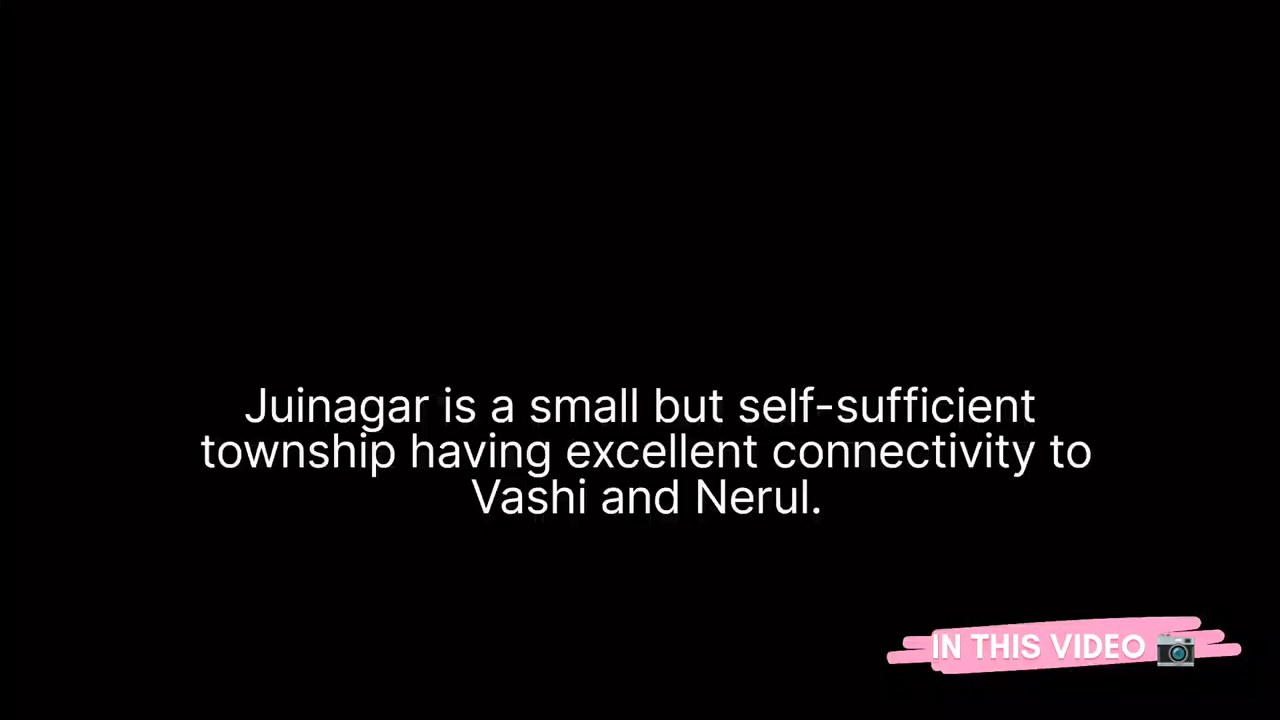 Juinagar is a small but self-sufficient
township having excellent connectivity to
Vashi and Nerul.
IN THIS VIDEO